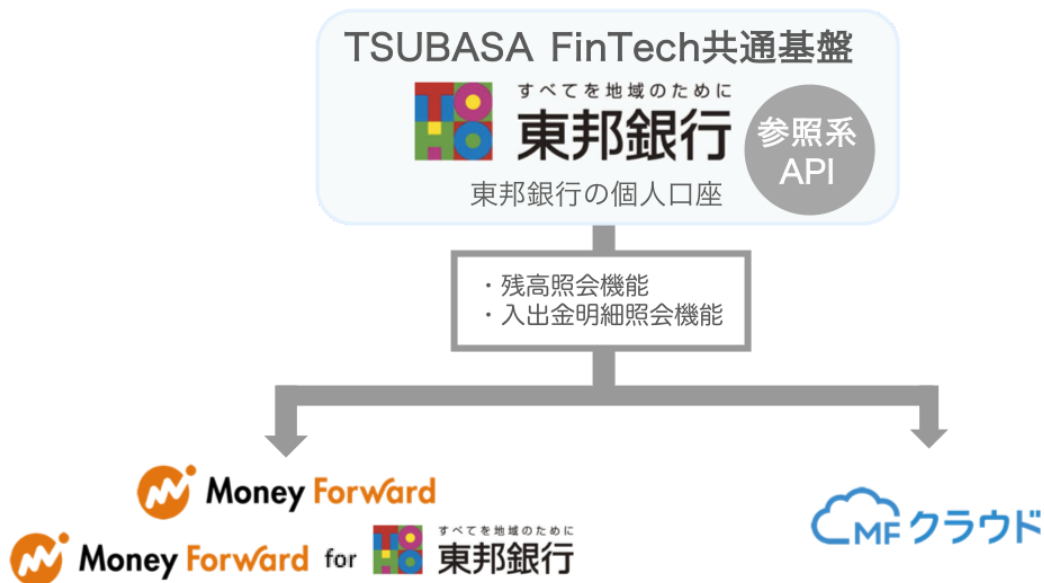 TSUBASA FinTech共通基盤
TOHO
すべてを地域のために
東邦銀行
参照系
API
東邦銀行の個人口座
・残高照会機能
・入出金明細照会機能
Money Forward
Money Forward for TOHO すべてを地域のために
東邦銀行
MFクラウド